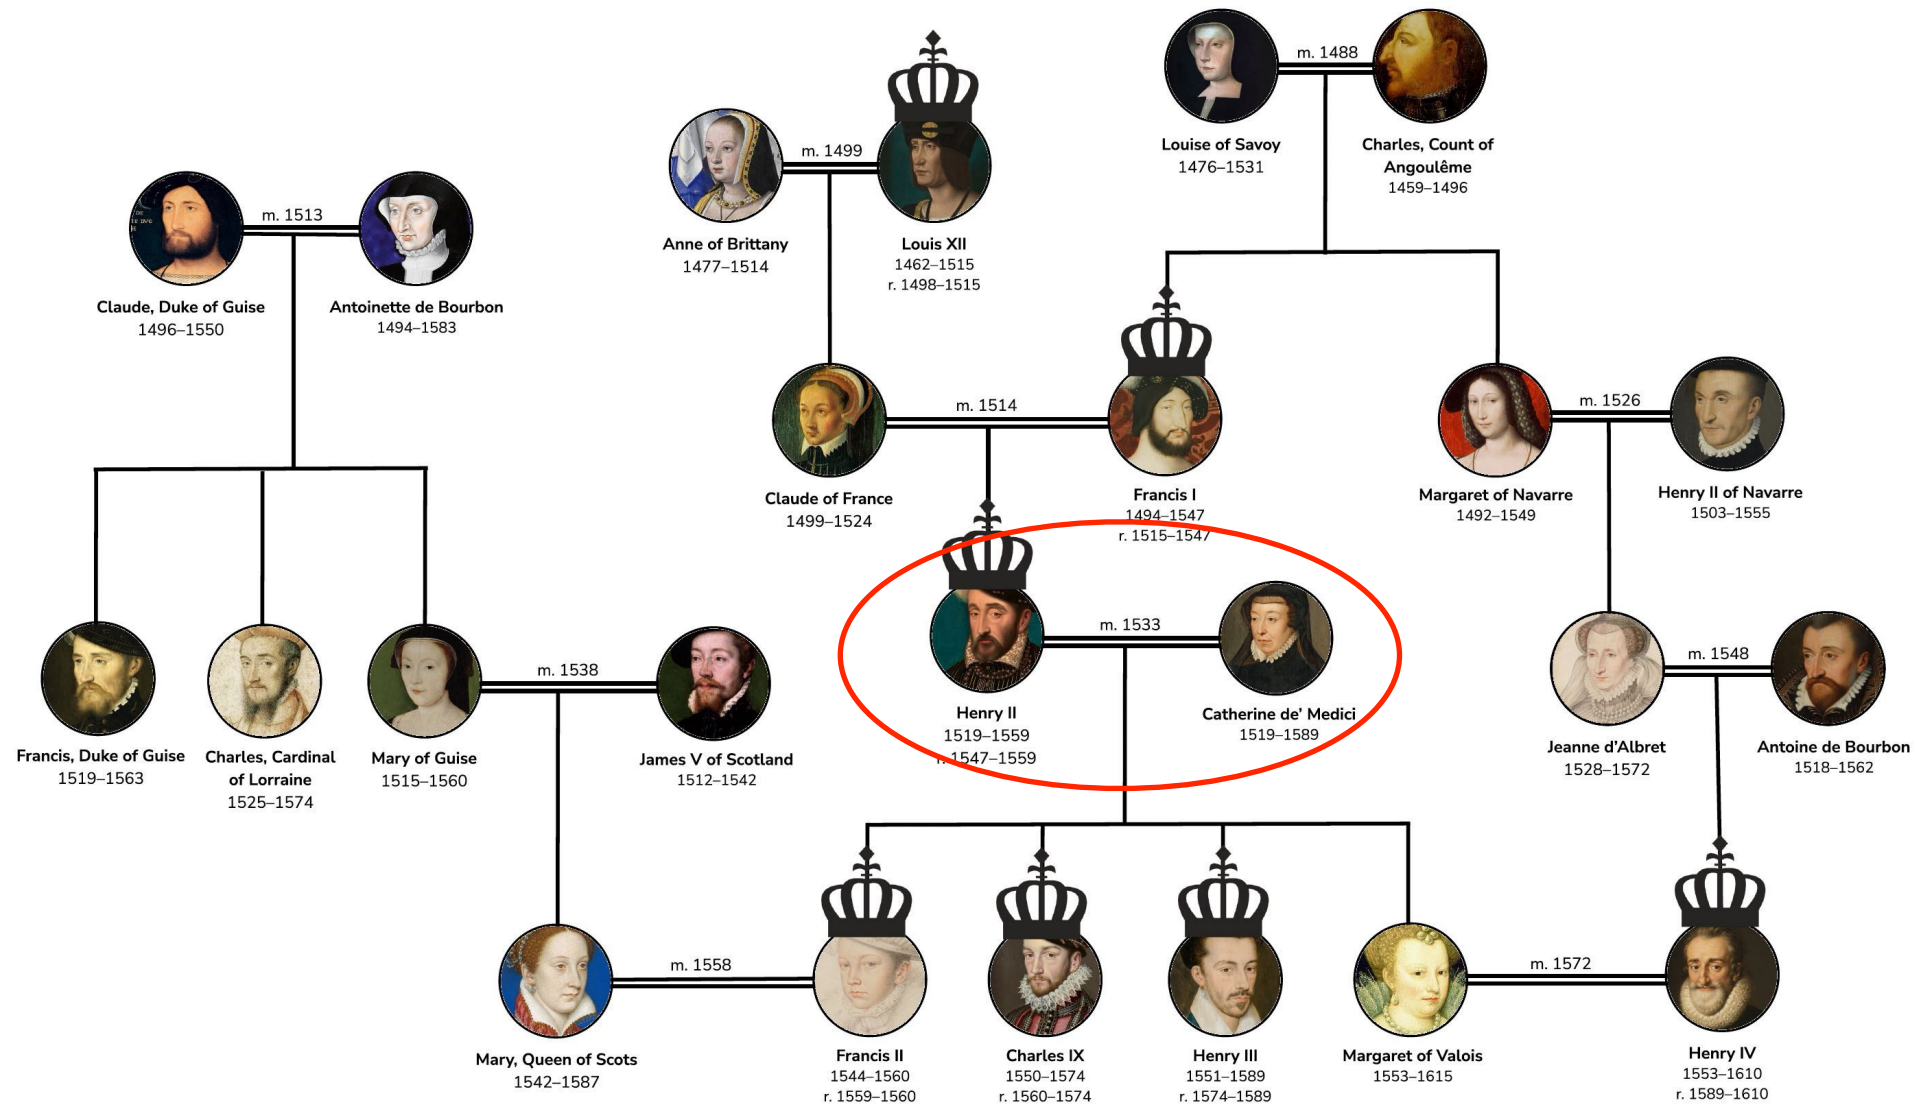 m. 1488
Louise of Savoy
1476–1531
Charles, Count of
Angoulême
1459–1496
m. 1499
Anne of Brittany
1477–1514
Louis XII
1462–1515
r. 1498–1515
m. 1513
Claude, Duke of Guise
1496–1550
Antoinette de Bourbon
1494–1583
m. 1514
Claude of France
1499–1524
Francis I
1494–1547
r. 1515–1547
m. 1526
Margaret of Navarre
1492–1549
Henry II of Navarre
1503–1555
Francis, Duke of Guise
1519–1563
Charles, Cardinal
of Lorraine
1525–1574
Mary of Guise
1515–1560
m. 1538
James V of Scotland
1512–1542
m. 1533
Henry II
1519–1559
r. 1547–1559
Catherine de' Medici
1519–1589
m. 1548
Jeanne d'Albret
1528–1572
Antoine de Bourbon
1518–1562
m. 1558
Mary, Queen of Scots
1542–1587
Francis II
1544–1560
r. 1559–1560
Charles IX
1550–1574
r. 1560–1574
Henry III
1551–1589
r. 1574–1589
m. 1572
Margaret of Valois
1553–1615
Henry IV
1553–1610
r. 1589–1610